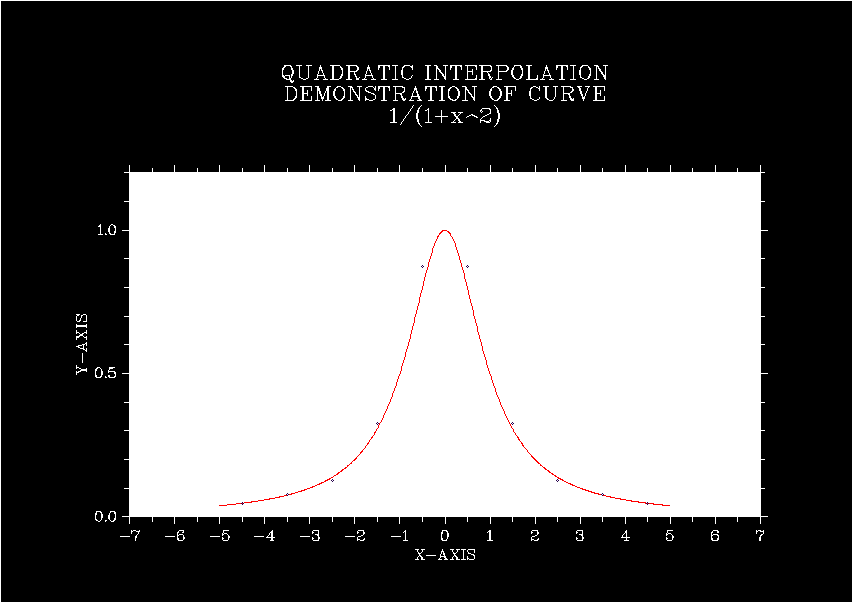 QUADRATIC INTERPOLATION
DEMONSTRATION OF CURVE
1/(1+x^2)
1.0
0.5
0.0
Y-AXIS
-7 -6 -5 -4 -3 -2 -1 0 1 2 3 4 5 6 7
X-AXIS